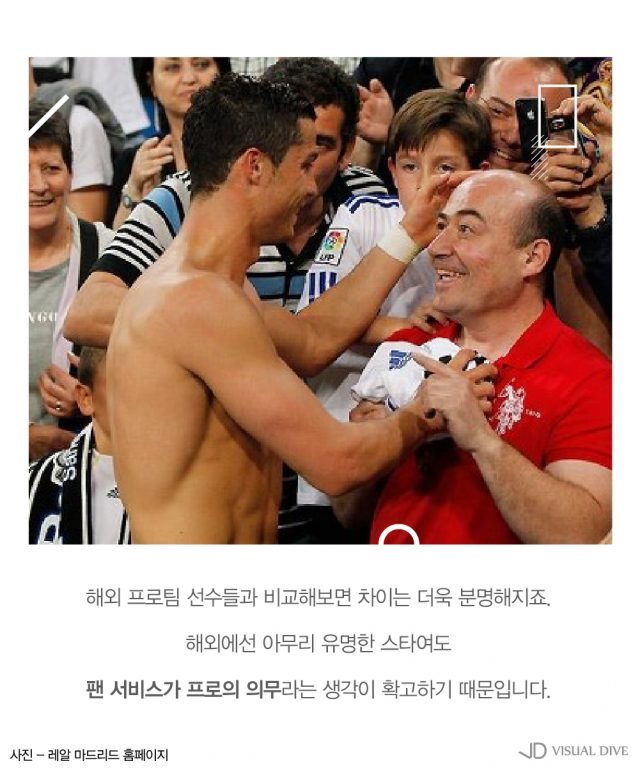 LFP
해외 프로팀 선수들과 비교해보면 차이는 더욱 분명해지죠.
해외에선 아무리 유명한 스타여도
팬 서비스가 프로의 의무라는 생각이 확고하기 때문입니다.
사진 – 레알 마드리드 홈페이지
JD VISUAL DIVE